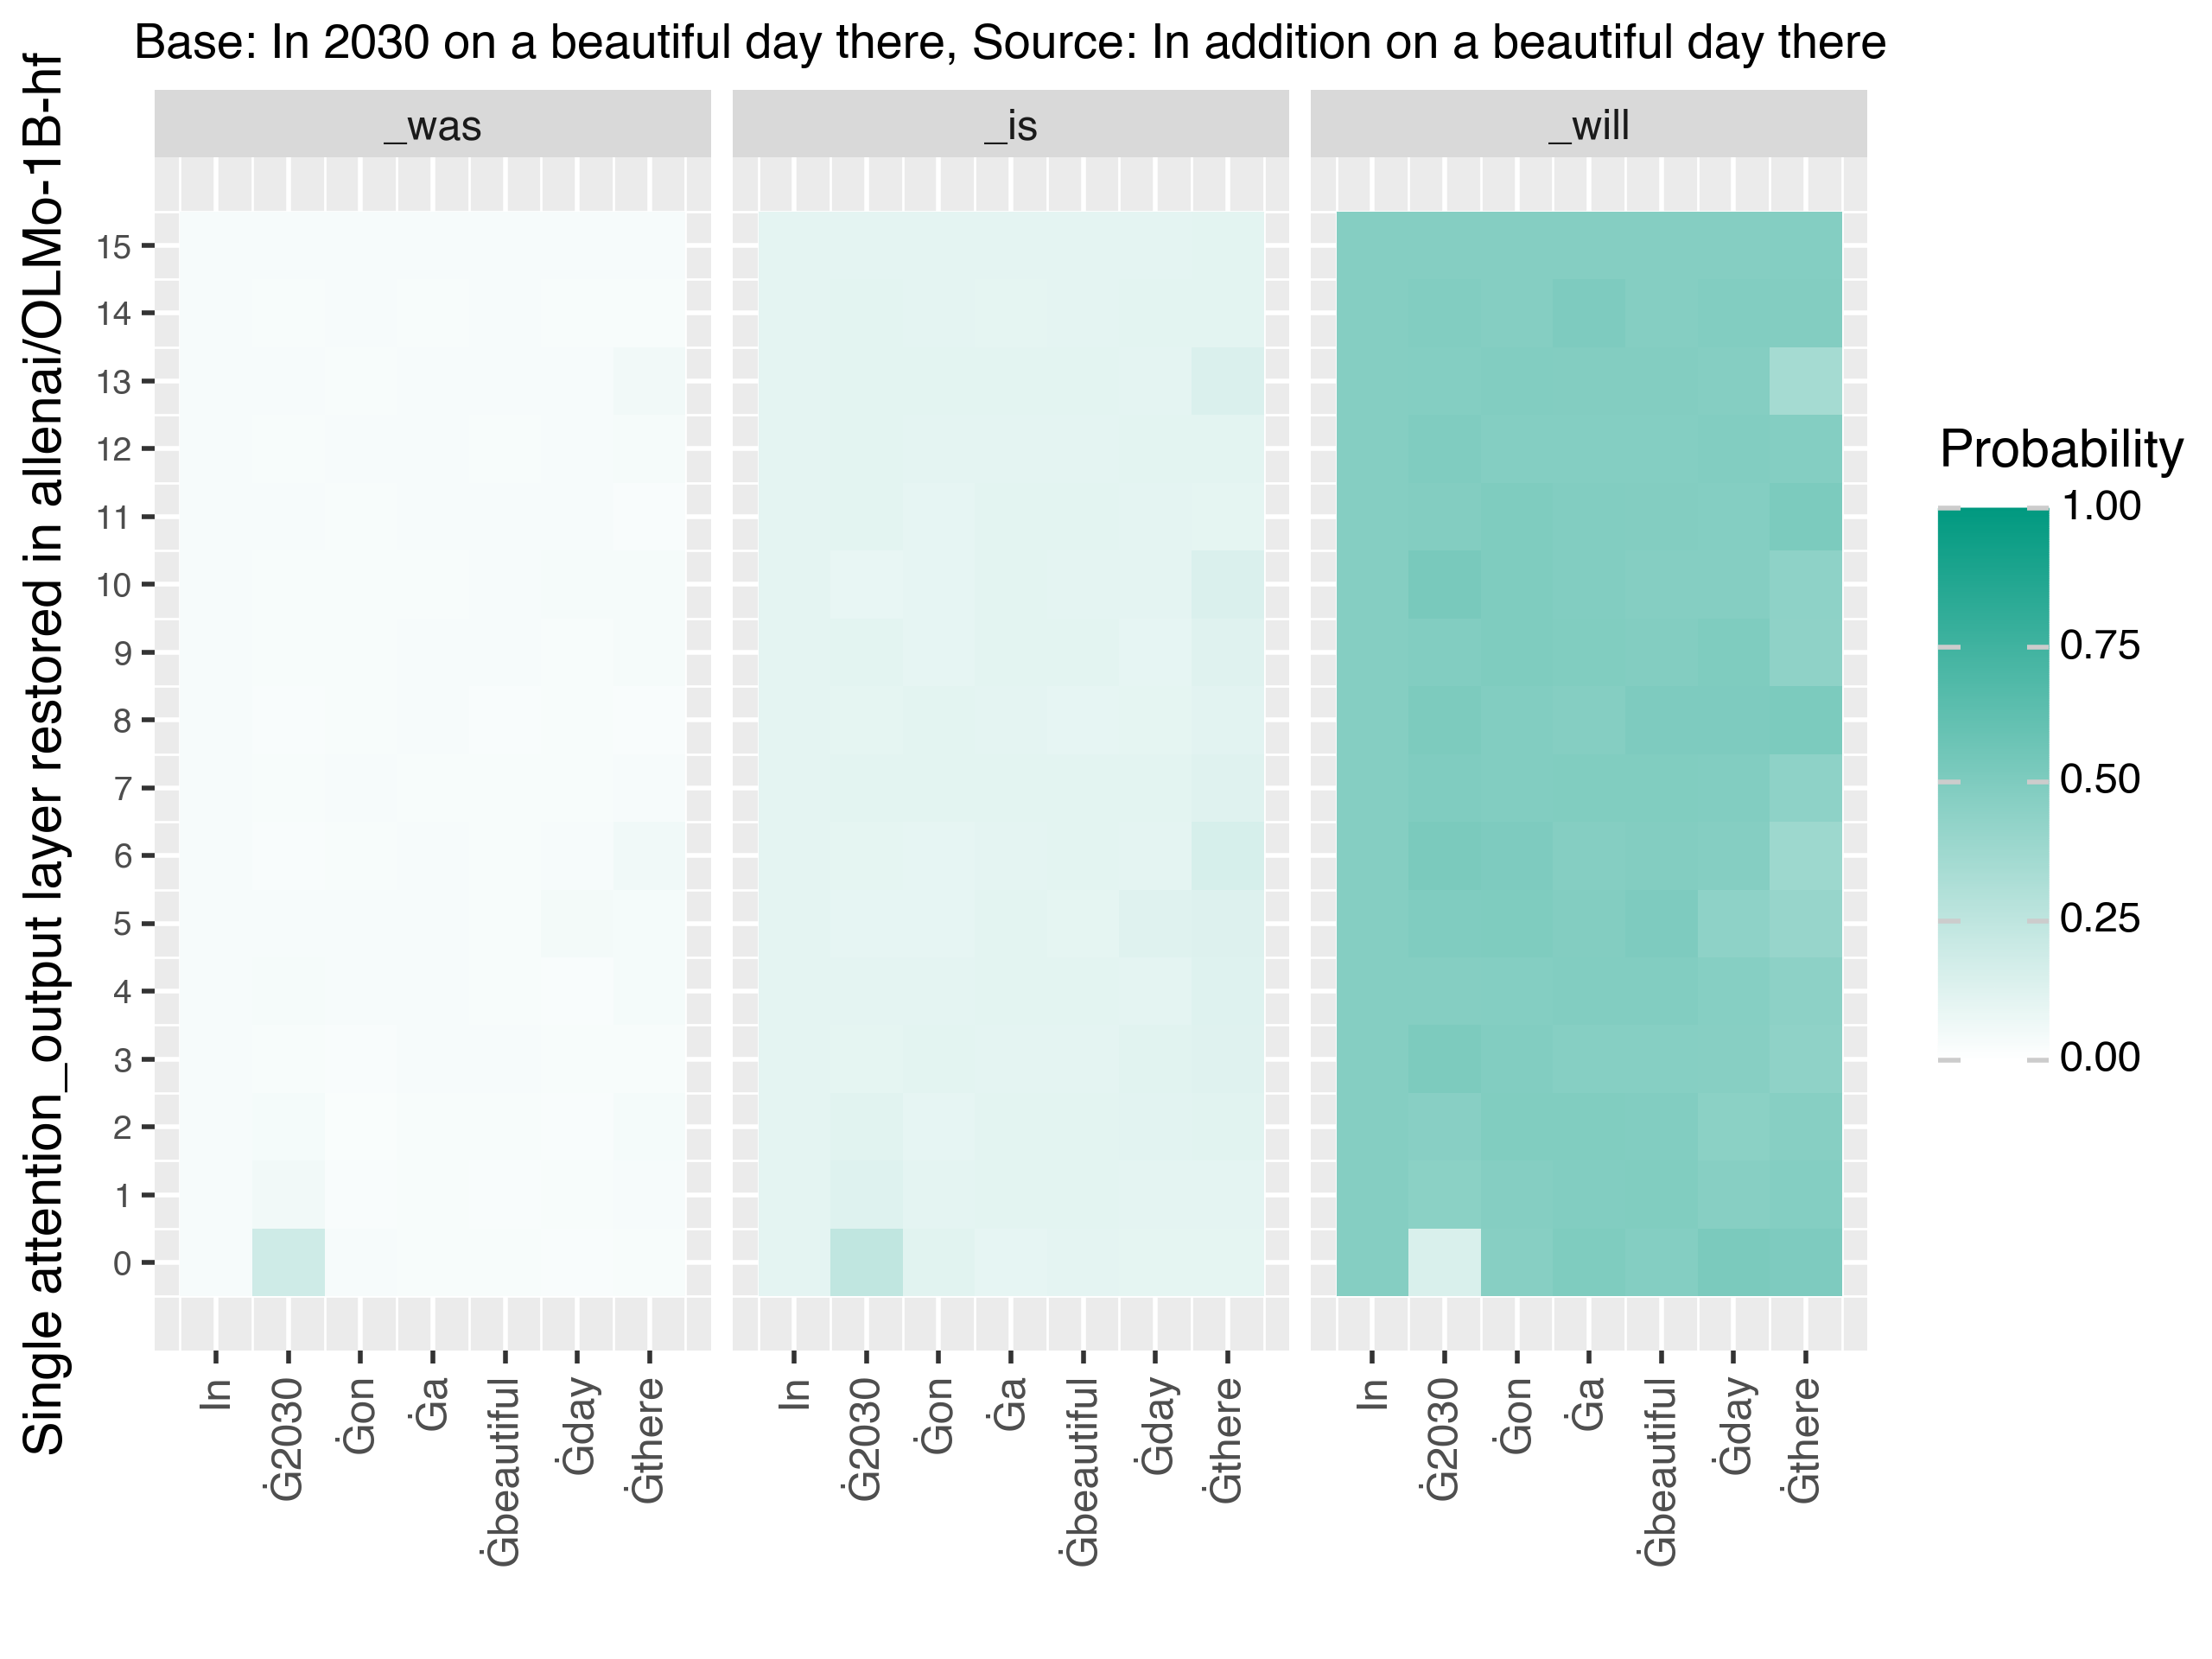 Base: In 2030 on a beautiful day there, Source: In addition on a beautiful day there
Single attention_output layer restored in allenai/OLMo-1B-hf
_was
_is
_will
15
14
13
12
11
10
9
8
7
6
5
4
3
2
1
0
In
Ġ2030
Ġon
Ġa
Ġbeautiful
Ġday
Ġthere
In
Ġ2030
Ġon
Ġa
Ġbeautiful
Ġday
Ġthere
In
Ġ2030
Ġon
Ġa
Ġbeautiful
Ġday
Ġthere
Probability
1.00
0.75
0.50
0.25
0.00